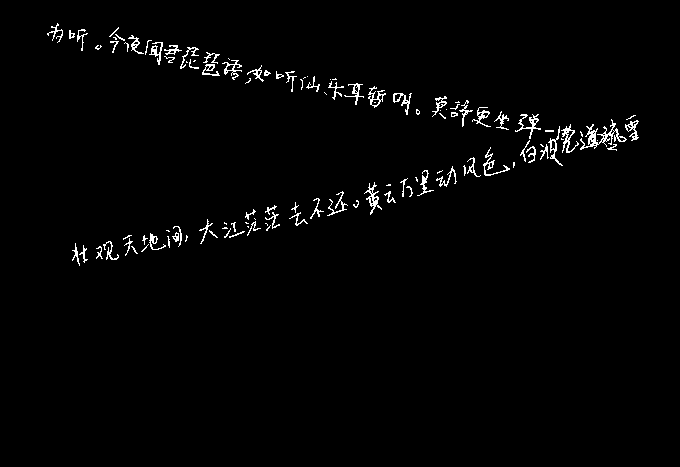 为听。今夜闻君琵琶语如听仙乐耳暂明。莫辞更坐弹一
壮观天地间,大江茫茫去不还。黄云万里动风色,白波九道流雪